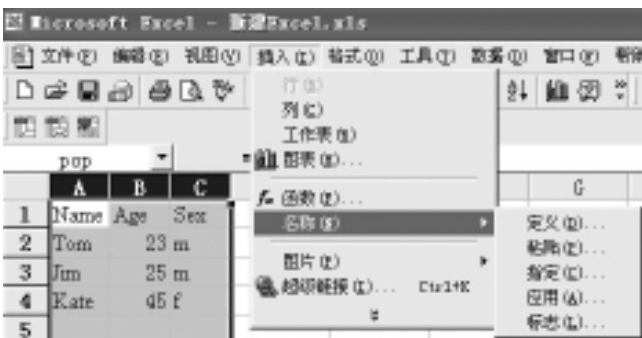 Microsoft Excel - 新建Excel.xls
文件(F) 编辑(E) 视图(V) 插入(I) 格式(O) 工具(T) 数据(D) 窗口(W) 帮
行(R)
列(C)
工作表(W)
pop = 图表(H)...
A B C G
函数(F)...
1 Name Age Sex 名称(N) 定义(D)...
2 Tom 23 m 粘贴(P)...
图片(P)
3 Jim 25 m 指定(C)...
超级链接(I)... Ctrl+K
4 Kate 45 f 应用(A)...
标志(L)...
5